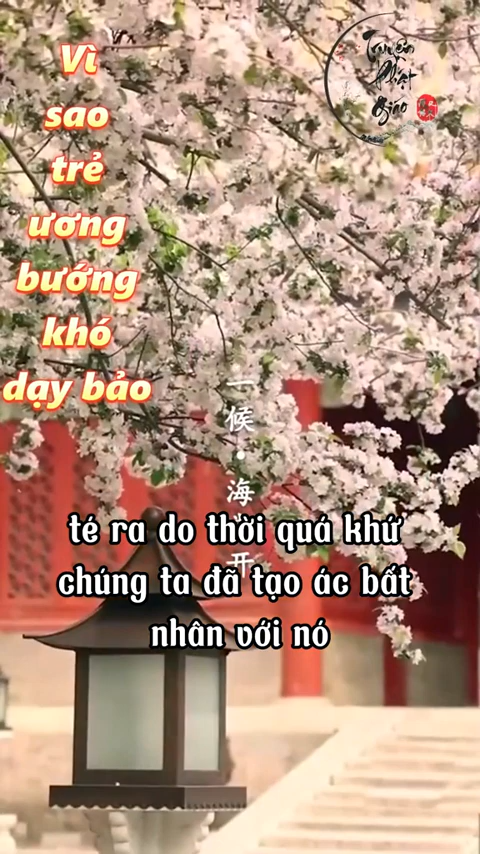 Vì
sao
trẻ
ương
bướng
khó
dạy bảo
Truyện
Phật
Giáo
一候·海棠开
té ra do thời quá khứ
chúng ta đã tạo ác bất
nhân với nó